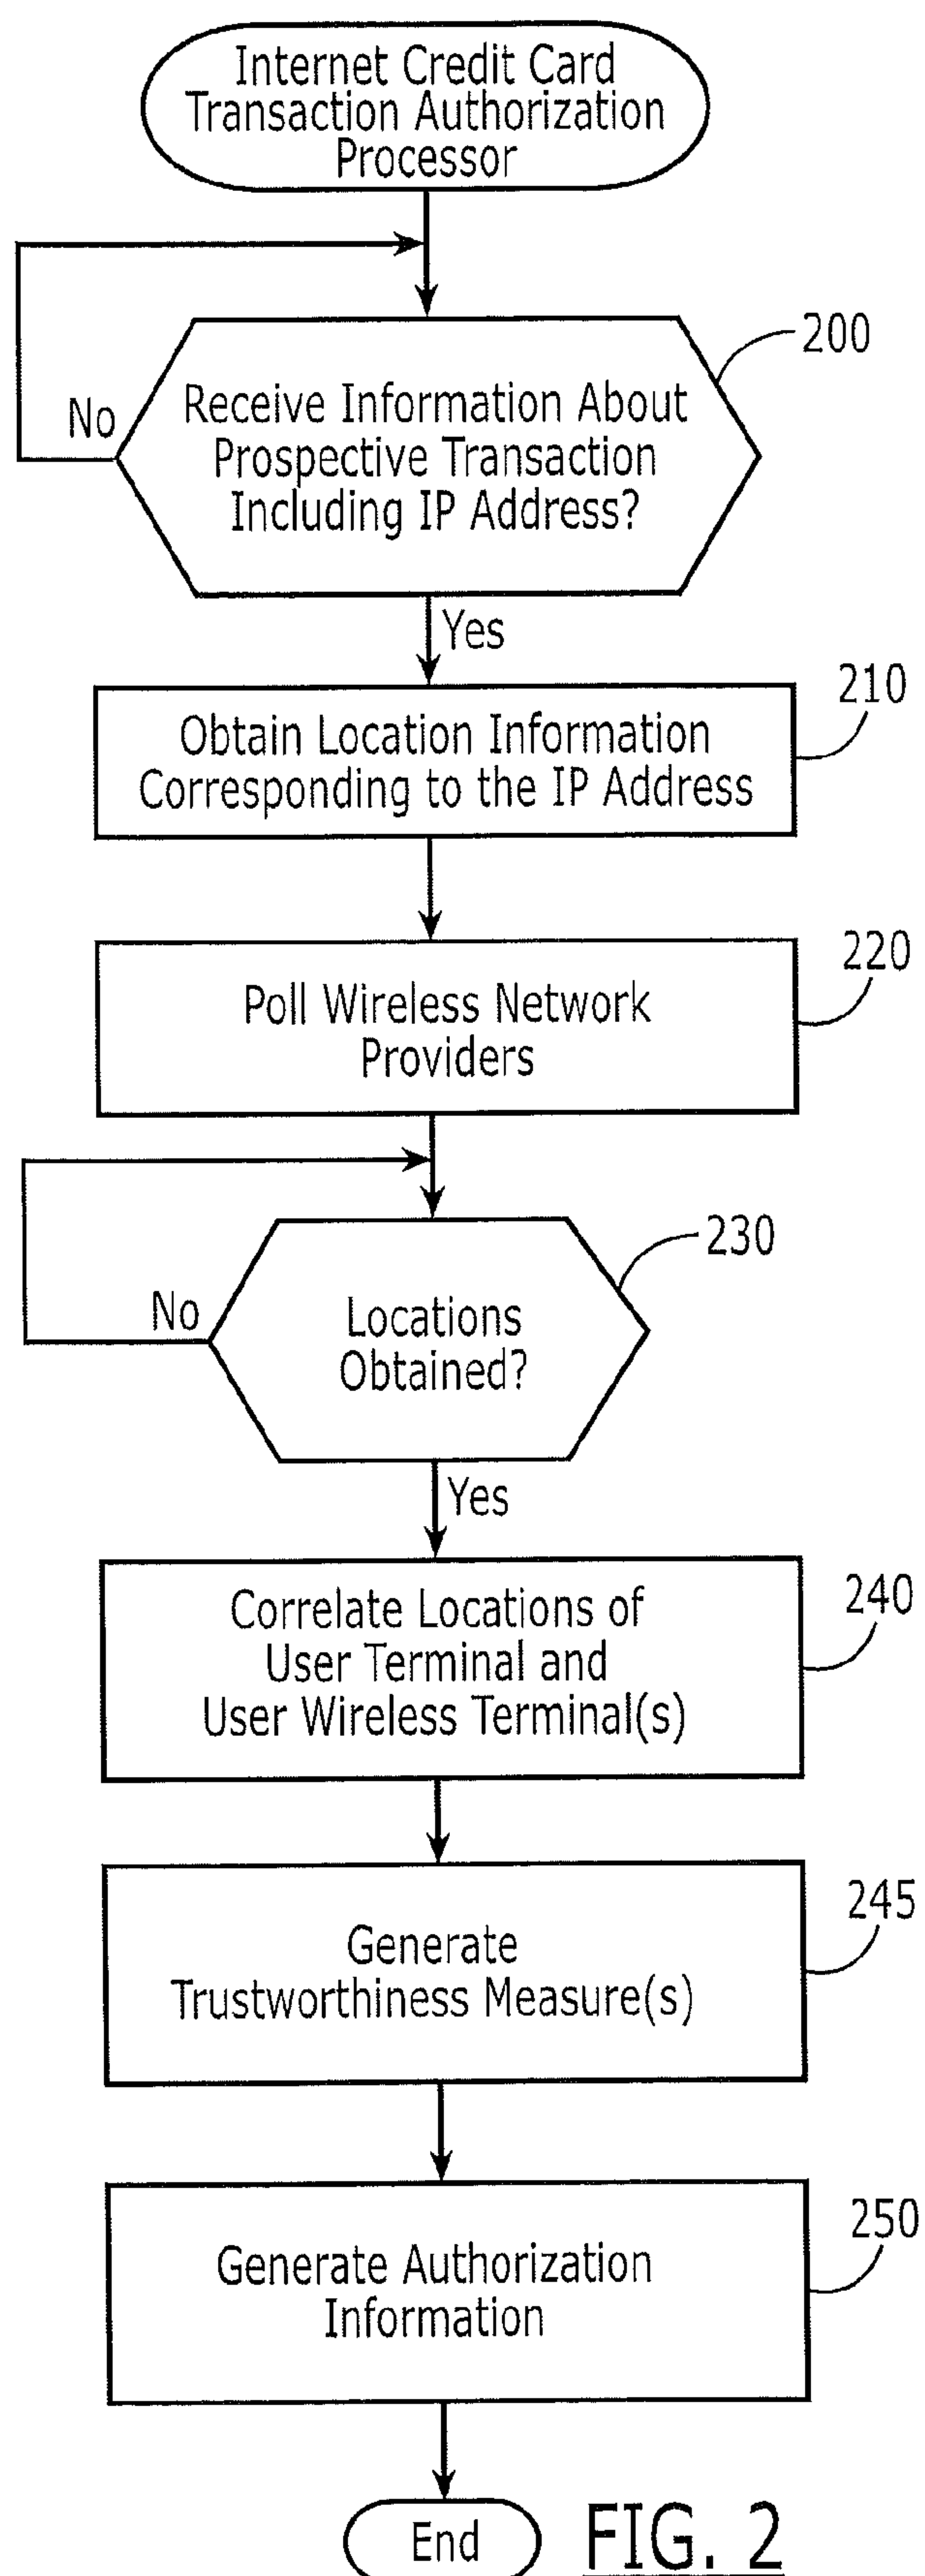 Internet Credit Card
Transaction Authorization
Processor
200
No
Receive Information About
Prospective Transaction
Including IP Address?
Yes
210
Obtain Location Information
Corresponding to the IP Address
220
Poll Wireless Network
Providers
230
No
Locations
Obtained?
Yes
240
Correlate Locations of
User Terminal and
User Wireless Terminal(s)
245
Generate
Trustworthiness Measure(s)
250
Generate Authorization
Information
End
FIG. 2